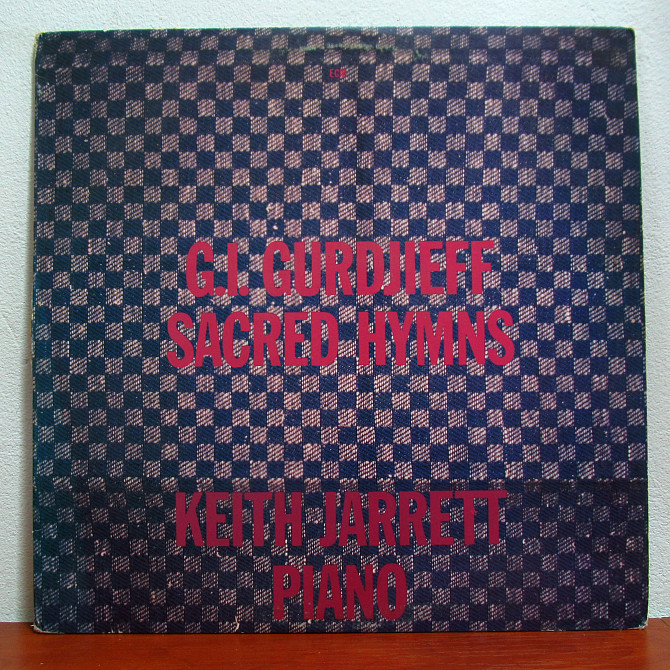 ECM
G.I. GURDJIEFF
SACRED HYMNS
KEITH JARRETT
PIANO